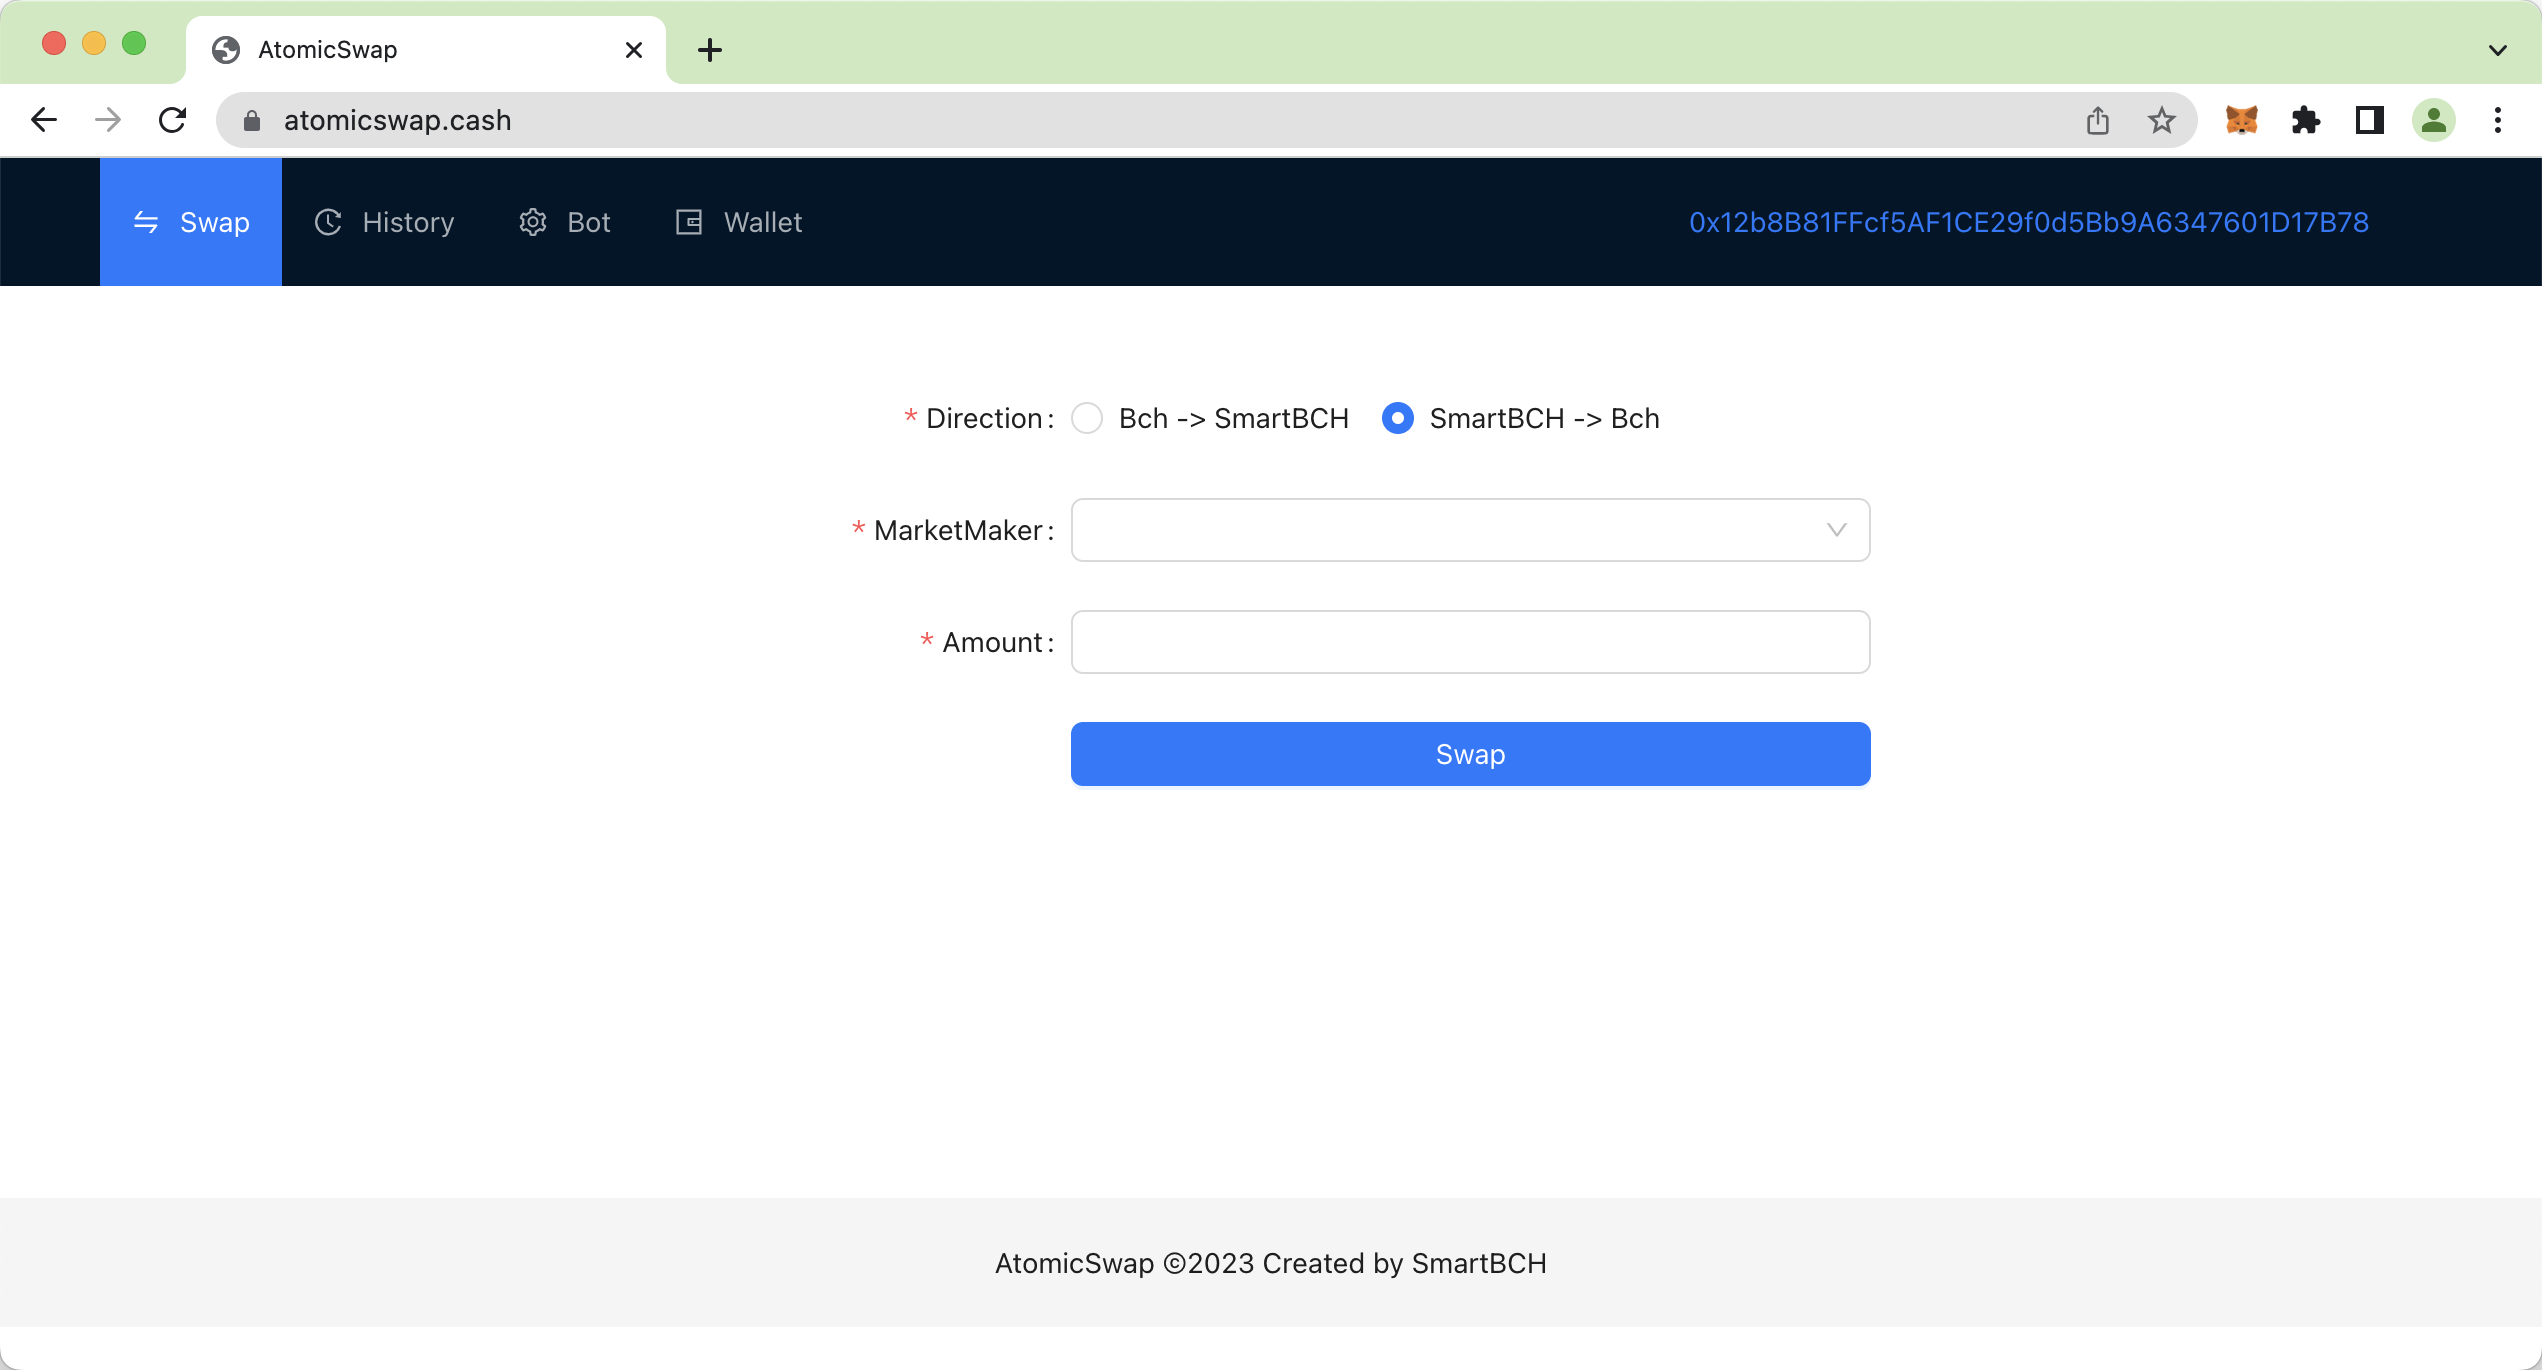 AtomicSwap
atomicswap.cash
Swap History Bot Wallet 0x12b8B81FFcf5AF1CE29f0d5Bb9A6347601D17B78
* Direction : Bch -> SmartBCH SmartBCH -> Bch
* MarketMaker :
* Amount :
Swap
AtomicSwap ©2023 Created by SmartBCH